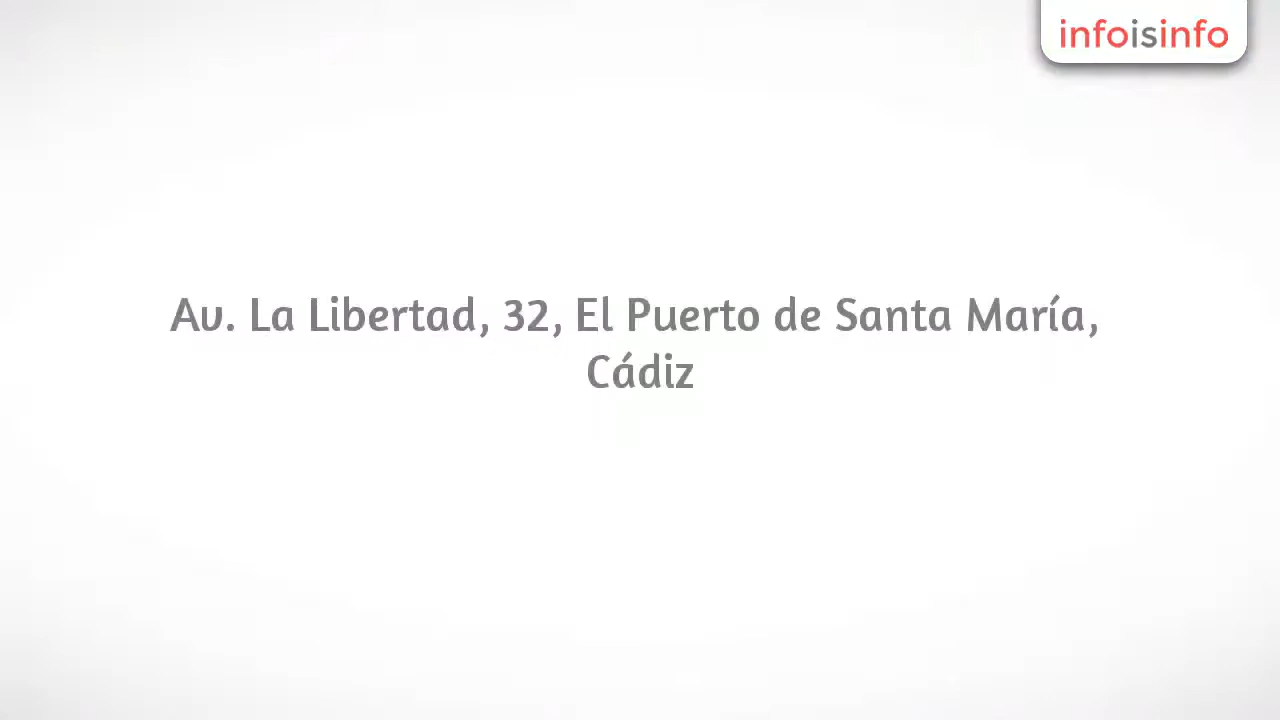 infoisinfo
Av. La Libertad, 32, El Puerto de Santa María,
Cádiz